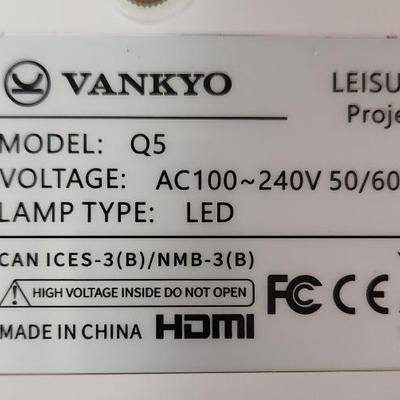 VANKYO
LEISU
Proje
MODEL: Q5
VOLTAGE: AC100~240V 50/60
LAMP TYPE: LED
CAN ICES-3(B)/NMB-3(B)
HIGH VOLTAGE INSIDE DO NOT OPEN
FC CE
MADE IN CHINA HDMI